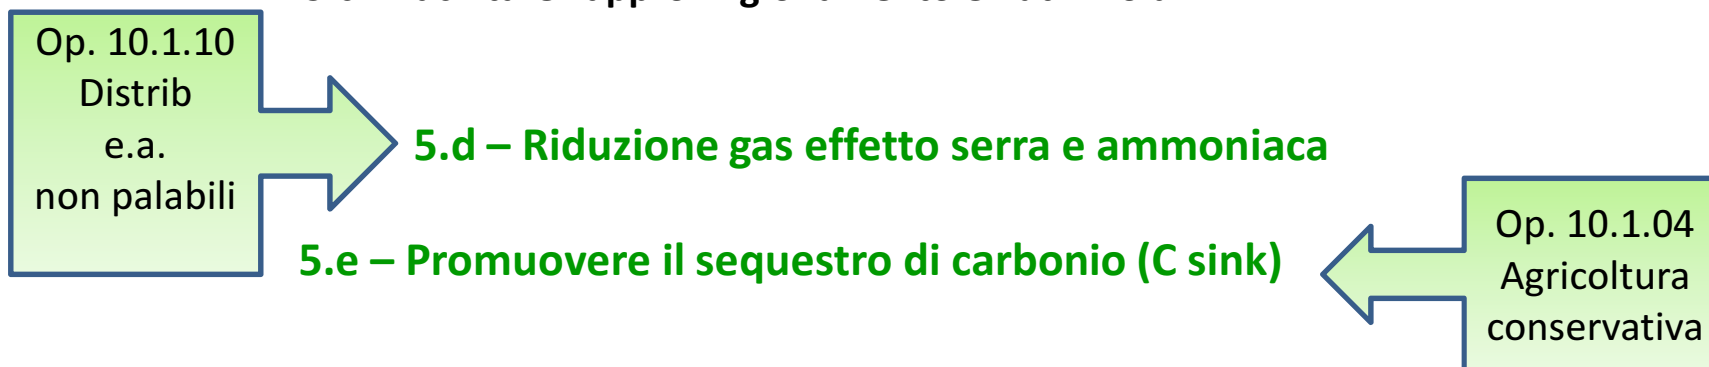 Op. 10.1.10
Distrib
e.a.
non palabili
5.d – Riduzione gas effetto serra e ammoniaca
5.e – Promuovere il sequestro di carbonio (C sink)
Op. 10.1.04
Agricoltura
conservativa